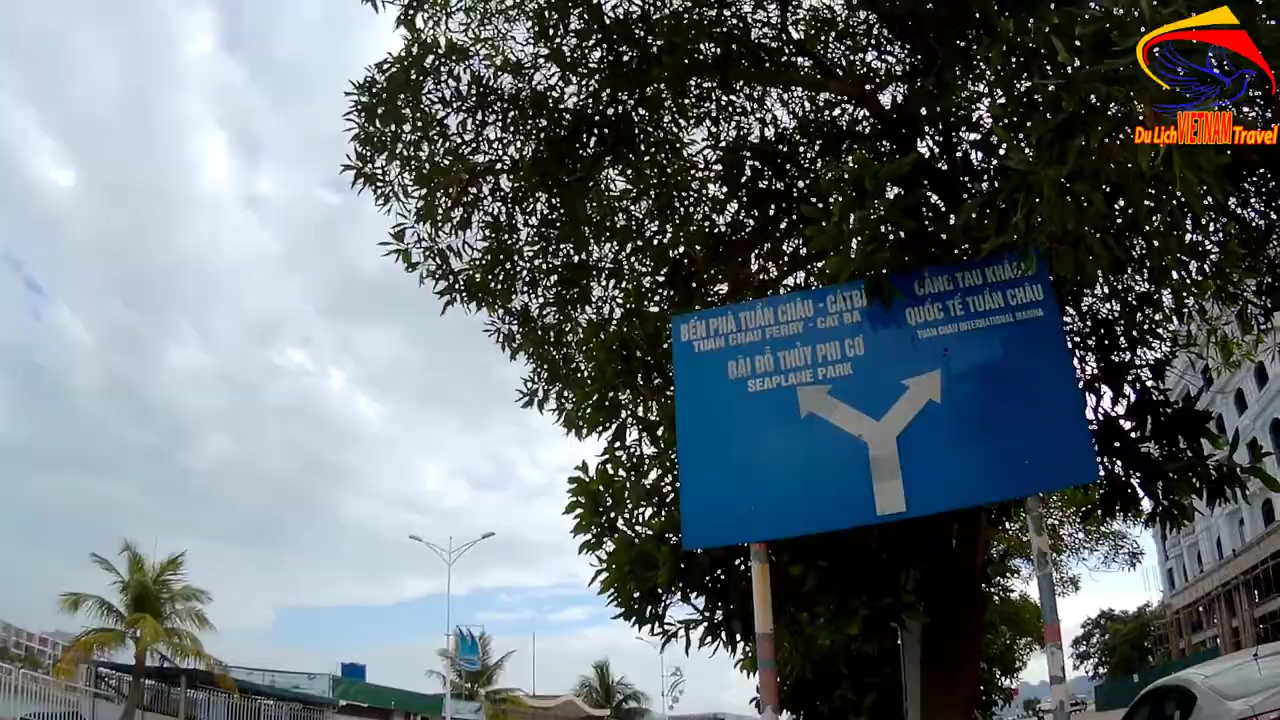 BẾN PHÀ TUẦN CHÂU - CÁT BÀ
TUAN CHAU FERRY - CAT BA
BÃI ĐỖ THỦY PHI CƠ
SEAPLANE PARK
CẢNG TAU KHÁCH
QUỐC TẾ TUẦN CHÂU
TUAN CHAU INTERNATIONAL MARINA
Du Lịch VIETNAM Travel